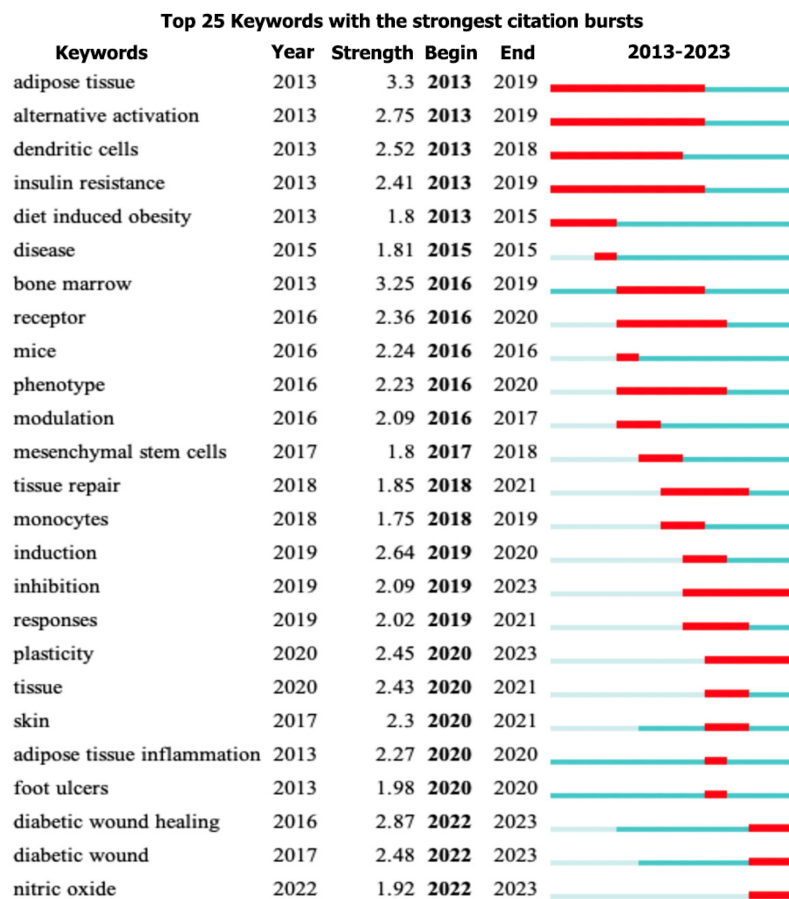 Top 25 Keywords with the strongest citation bursts
Keywords Year Strength Begin End 2013-2023
adipose tissue 2013 3.3 2013 2019
alternative activation 2013 2.75 2013 2019
dendritic cells 2013 2.52 2013 2018
insulin resistance 2013 2.41 2013 2019
diet induced obesity 2013 1.8 2013 2015
disease 2015 1.81 2015 2015
bone marrow 2013 3.25 2016 2019
receptor 2016 2.36 2016 2020
mice 2016 2.24 2016 2016
phenotype 2016 2.23 2016 2020
modulation 2016 2.09 2016 2017
mesenchymal stem cells 2017 1.8 2017 2018
tissue repair 2018 1.85 2018 2021
monocytes 2018 1.75 2018 2019
induction 2019 2.64 2019 2020
inhibition 2019 2.09 2019 2023
responses 2019 2.02 2019 2021
plasticity 2020 2.45 2020 2023
tissue 2020 2.43 2020 2021
skin 2017 2.3 2020 2021
adipose tissue inflammation 2013 2.27 2020 2020
foot ulcers 2013 1.98 2020 2020
diabetic wound healing 2016 2.87 2022 2023
diabetic wound 2017 2.48 2022 2023
nitric oxide 2022 1.92 2022 2023